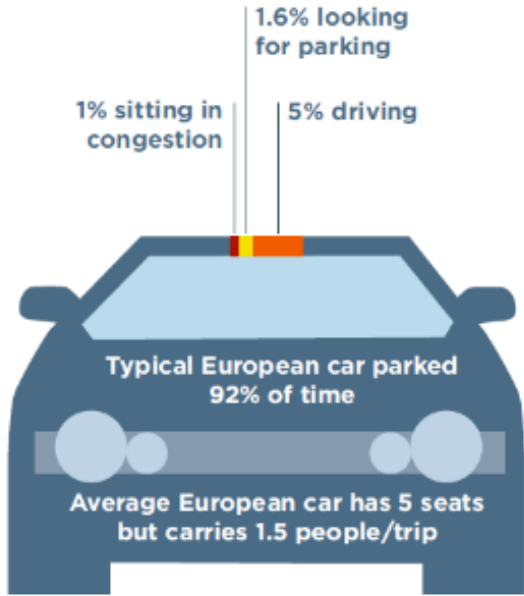 1.6% looking
for parking
1% sitting in
congestion
5% driving
Typical European car parked
92% of time
Average European car has 5 seats
but carries 1.5 people/trip